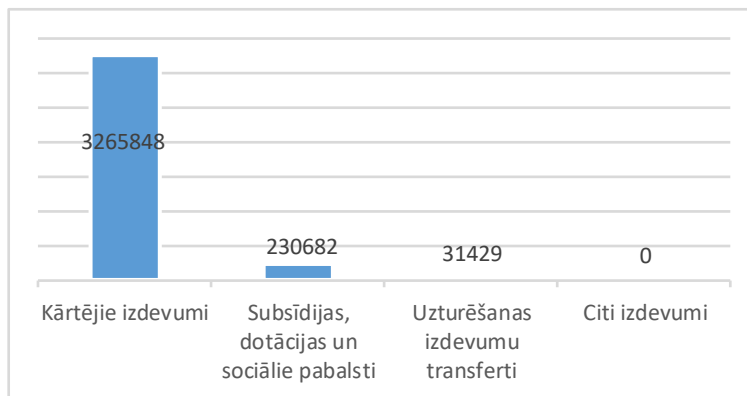 3265848
230682
31429
0
Kārtējie izdevumi
Subsīdijas,
dotācijas un
sociālie pabalsti
Uzturēšanas
izdevumu
transferti
Citi izdevumi